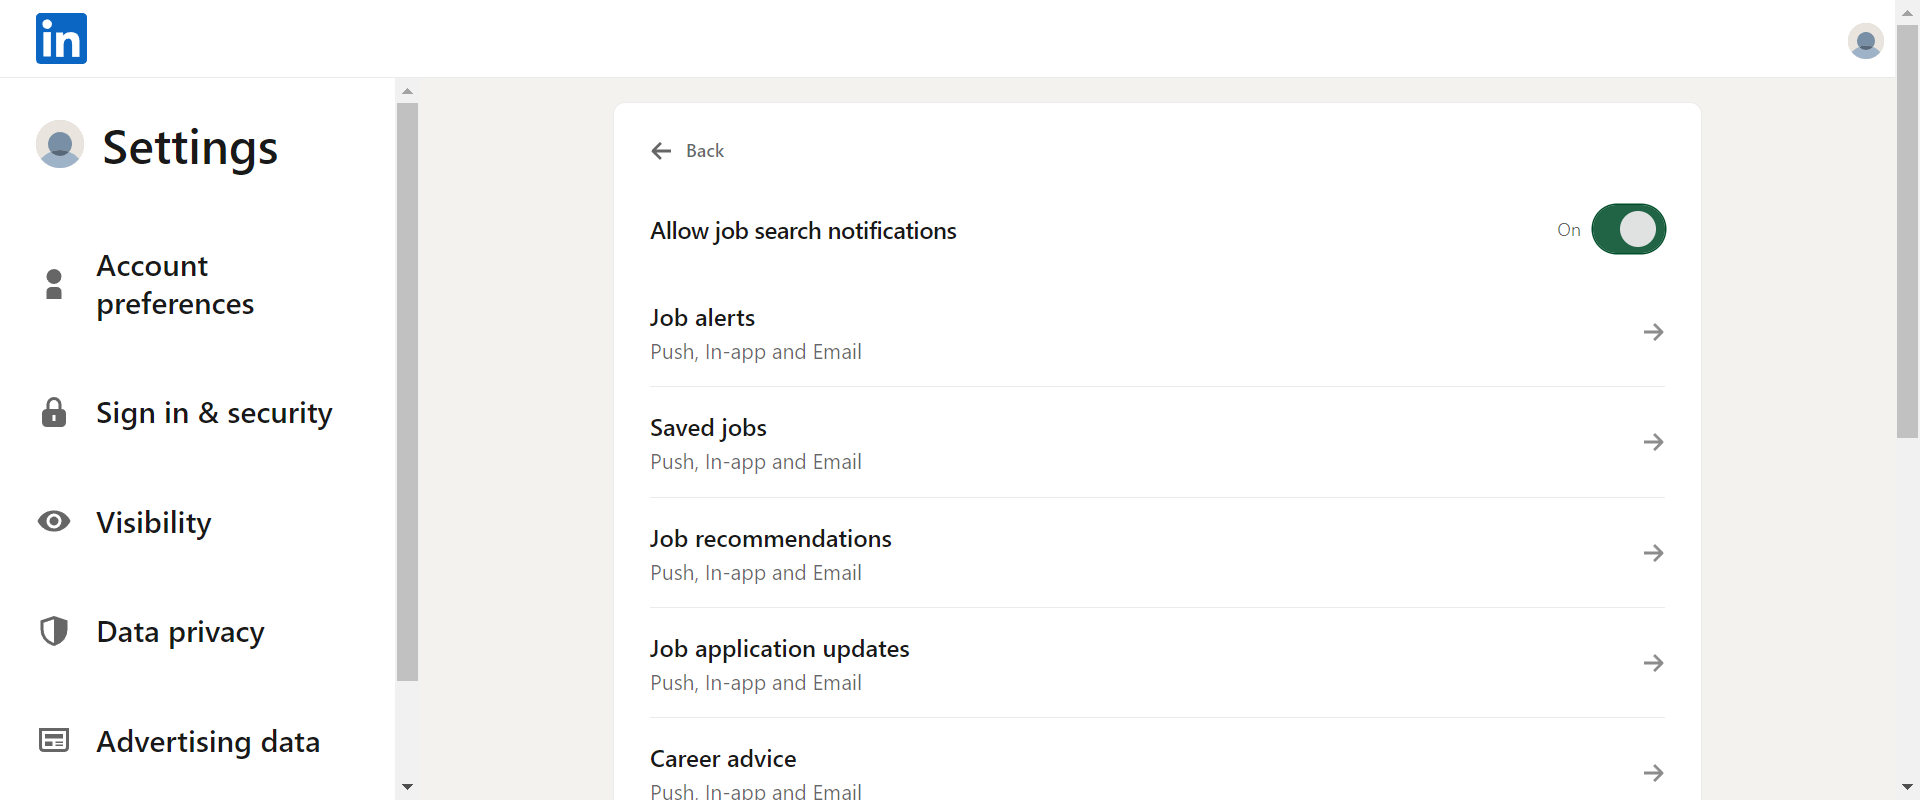 in
Settings
Account
preferences
Sign in & security
Visibility
Data privacy
Advertising data
Back
Allow job search notifications
On
Job alerts
Push, In-app and Email
Saved jobs
Push, In-app and Email
Job recommendations
Push, In-app and Email
Job application updates
Push, In-app and Email
Career advice
Push, In-app and Email